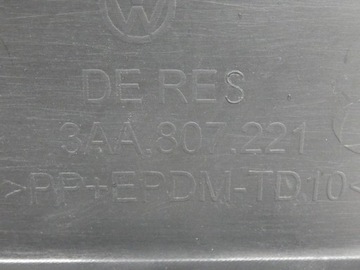 DE RES
3AA.807.221
>PP+EPDM-TD10<